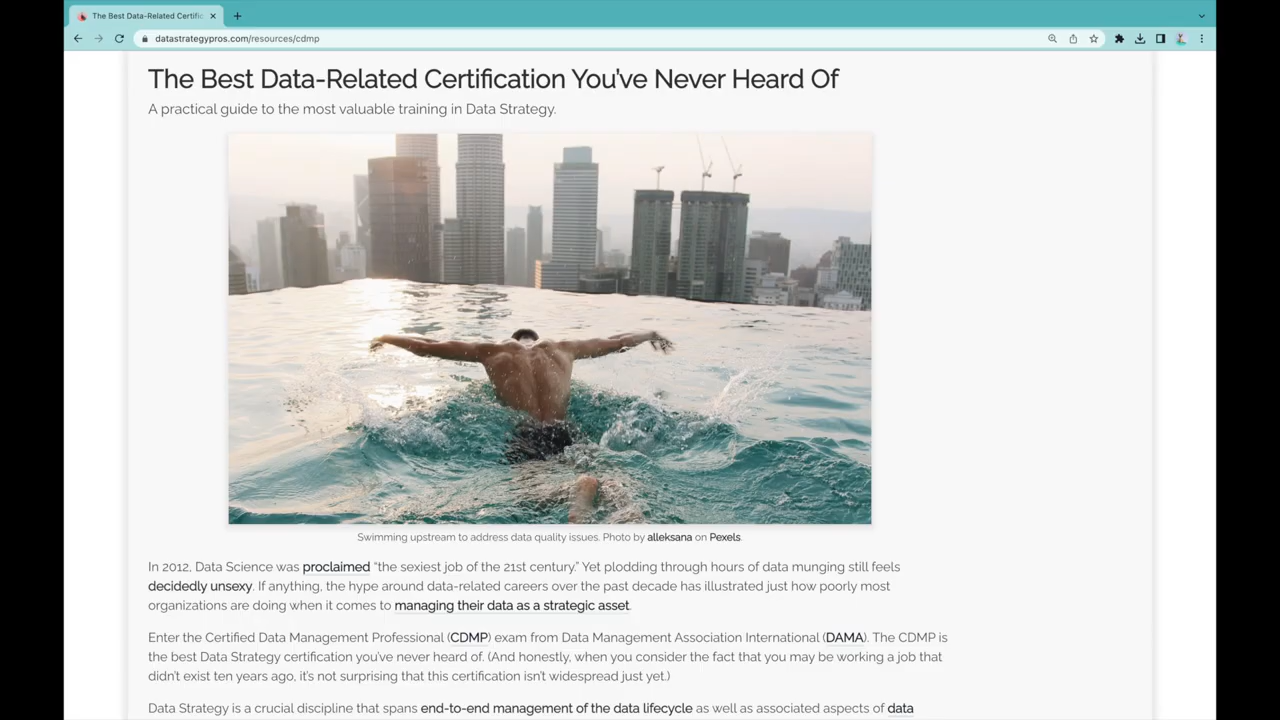 The Best Data-Related Certific
datastrategypros.com/resources/cdmp
The Best Data-Related Certification You've Never Heard Of
A practical guide to the most valuable training in Data Strategy.
Swimming upstream to address data quality issues. Photo by alleksana on Pexels.
In 2012, Data Science was proclaimed “the sexiest job of the 21st century.” Yet plodding through hours of data munging still feels
decidedly unsexy. If anything, the hype around data-related careers over the past decade has illustrated just how poorly most
organizations are doing when it comes to managing their data as a strategic asset.
Enter the Certified Data Management Professional (CDMP) exam from Data Management Association International (DAMA). The CDMP is
the best Data Strategy certification you've never heard of. (And honestly, when you consider the fact that you may be working a job that
didn't exist ten years ago, it's not surprising that this certification isn't widespread just yet.)
Data Strategy is a crucial discipline that spans end-to-end management of the data lifecycle as well as associated aspects of data